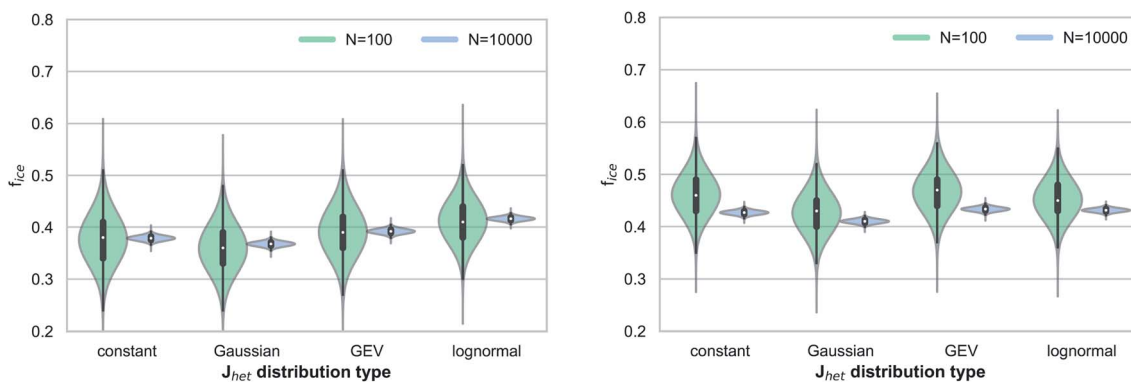 0.8
0.7
0.6
0.5
0.4
0.3
0.2
f_ice
N=100 N=10000
constant Gaussian GEV lognormal
J_het distribution type
0.8
0.7
0.6
0.5
0.4
0.3
0.2
f_ice
N=100 N=10000
constant Gaussian GEV lognormal
J_het distribution type